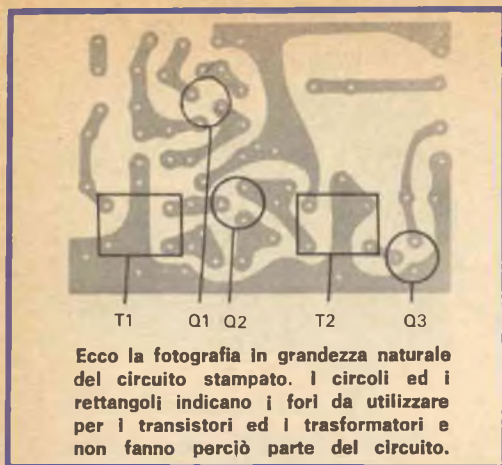 T1 Q1 Q2 T2 Q3
Ecco la fotografia in grandezza naturale
del circuito stampato. I circoli ed i
rettangoli indicano i fori da utilizzare
per i transistori ed i trasformatori e
non fanno perciò parte del circuito.